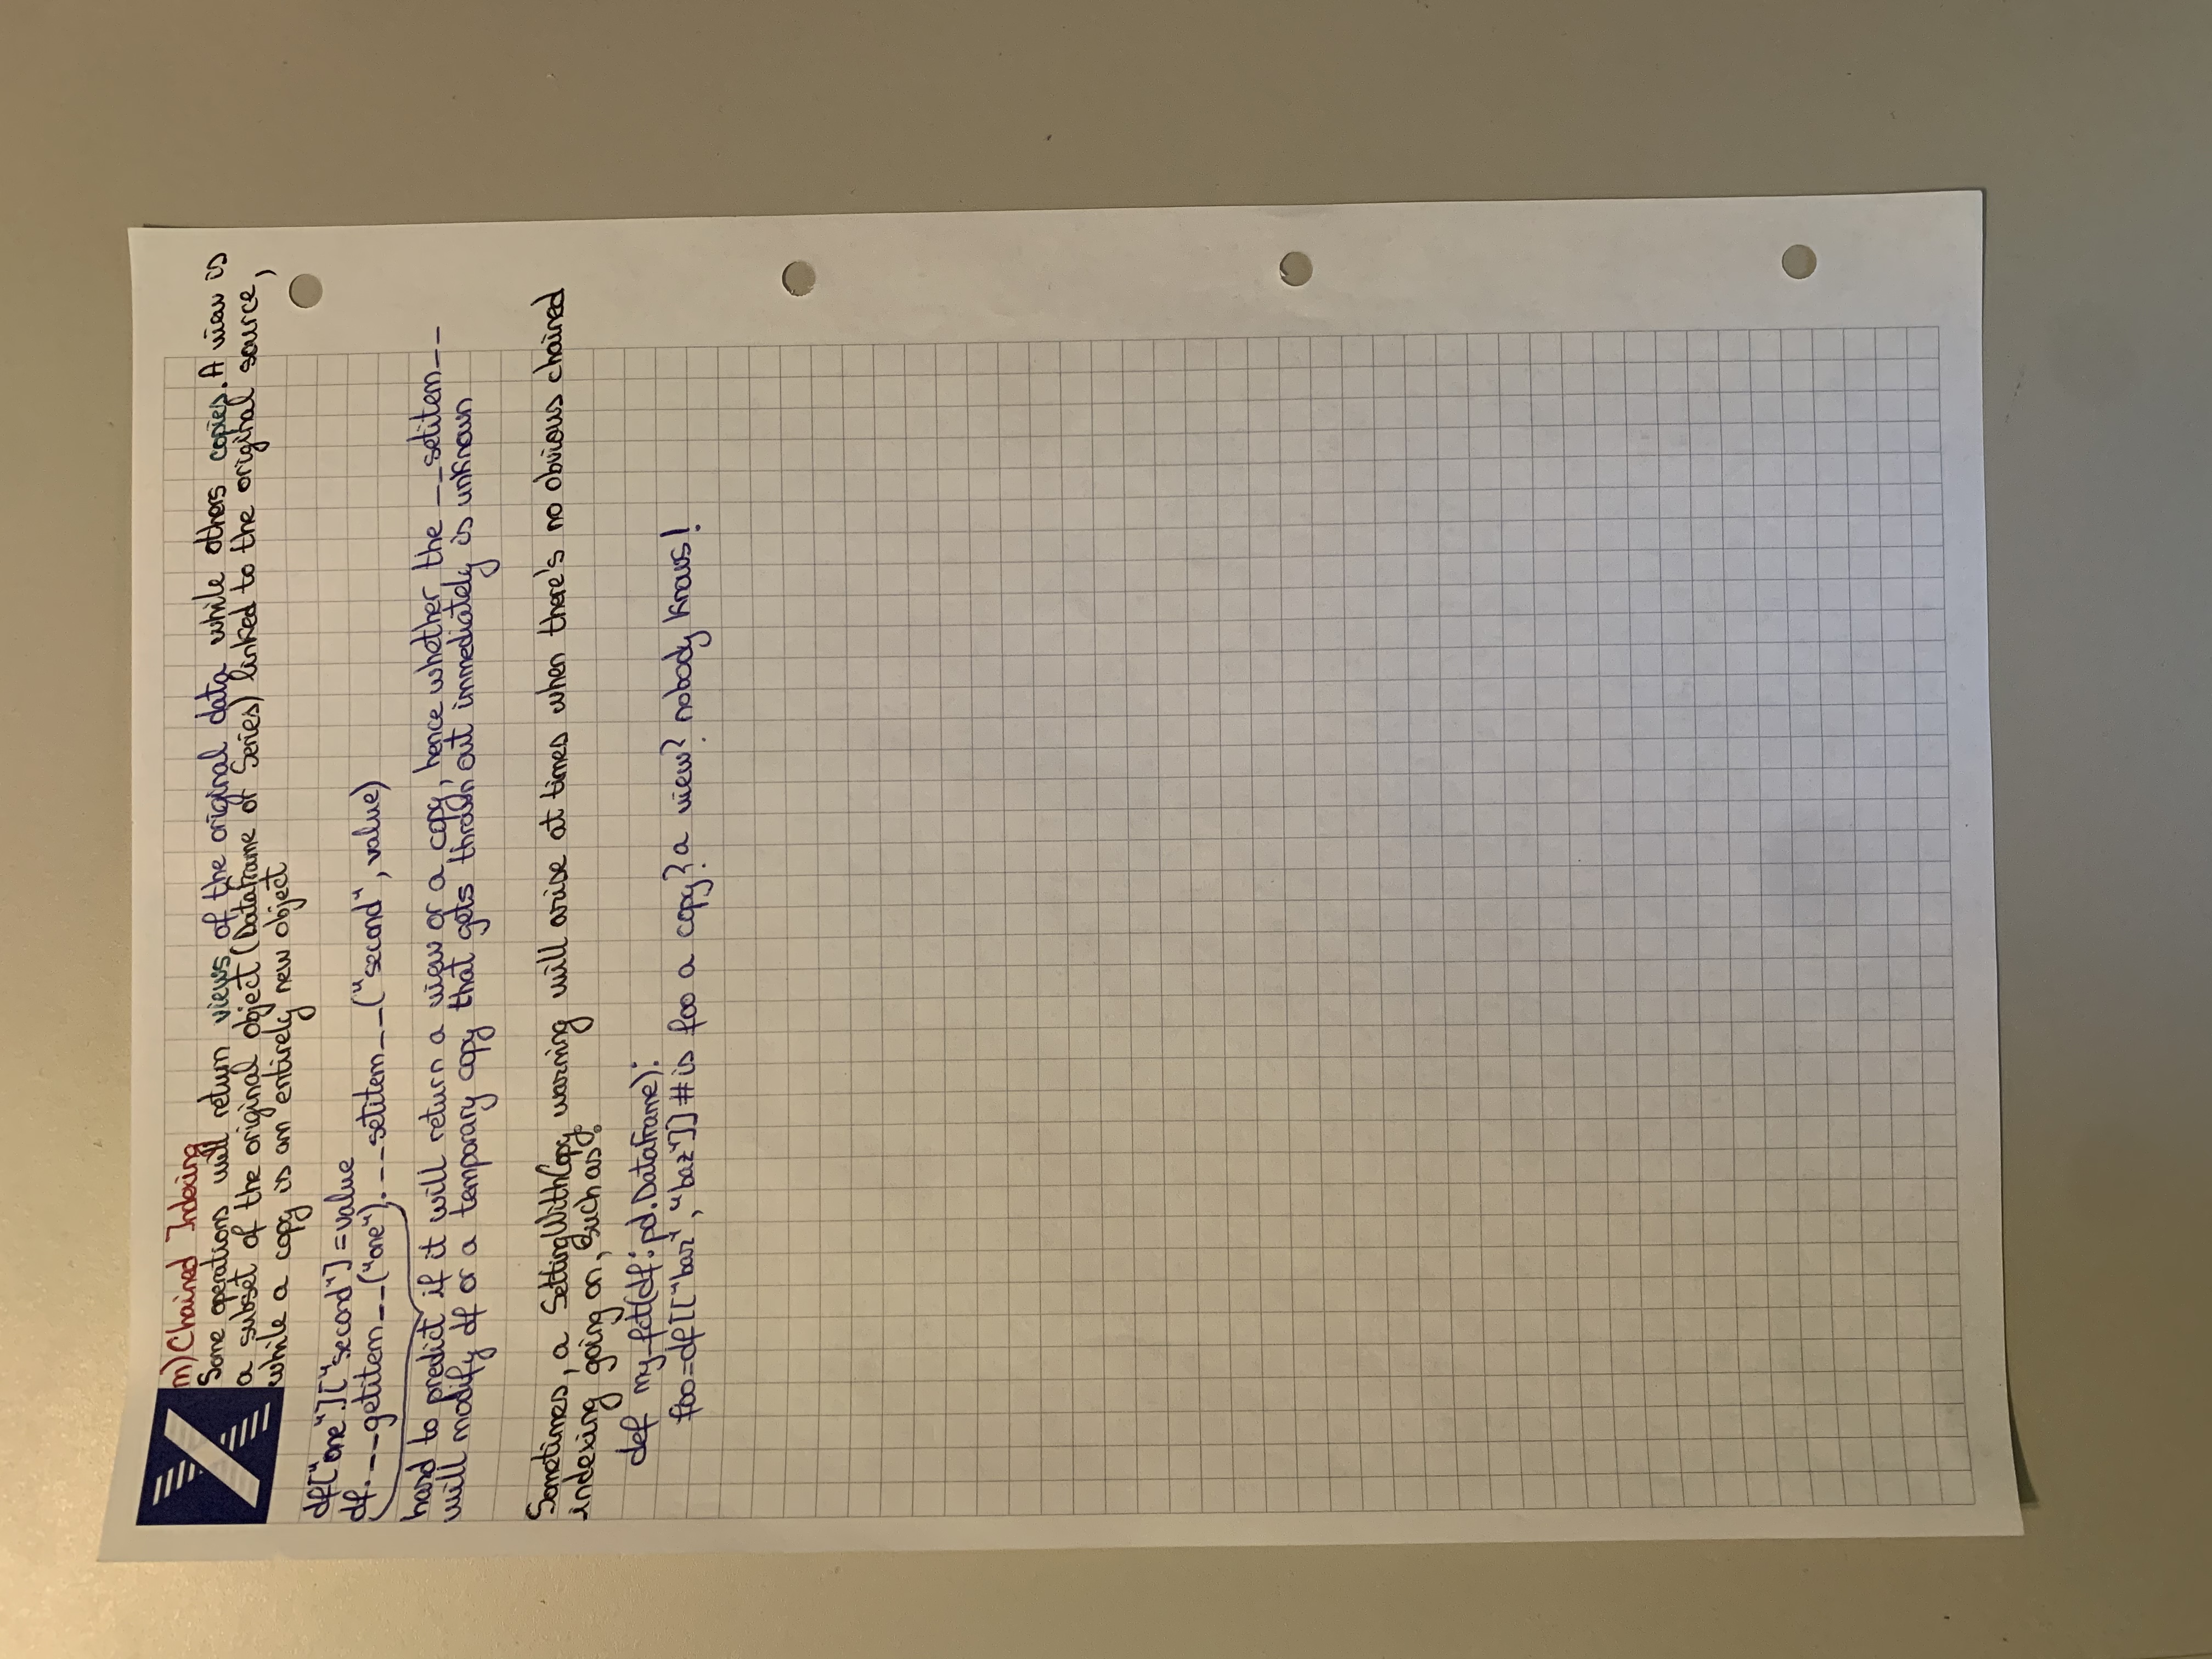 m) Chained Indexing
Some operations will return views of the original data while others copies. A view is
a subset of the original object (DataFrame or Series) linked to the original source,
while a copy is an entirely new object
df["one"]["second"]=value
df.__getitem__("one").__setitem__("second", value)
hard to predict if it will return a view or a copy, hence whether the __setitem__
will modify df or a temporary copy that gets thrown out immediately is unknown
Sometimes, a SettingWithCopy warning will arise at times when there's no obvious chained
indexing going on, such as:
def my_fct(df: pd.DataFrame):
foo=df[["bar", "baz"]] # is foo a copy? a view? nobody knows!